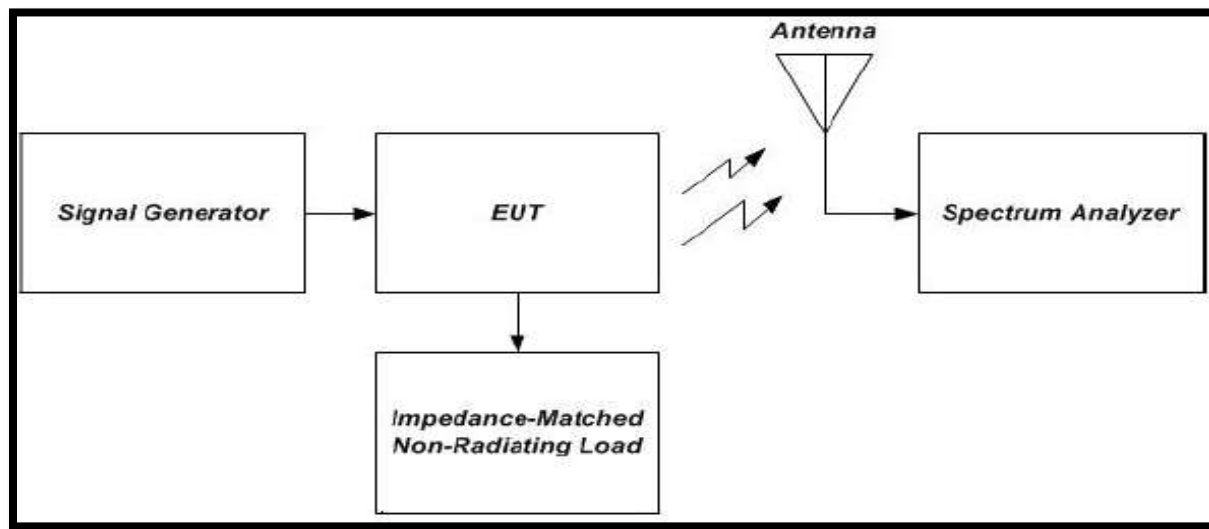 Antenna
Signal Generator
EUT
Spectrum Analyzer
Impedance-Matched
Non-Radiating Load